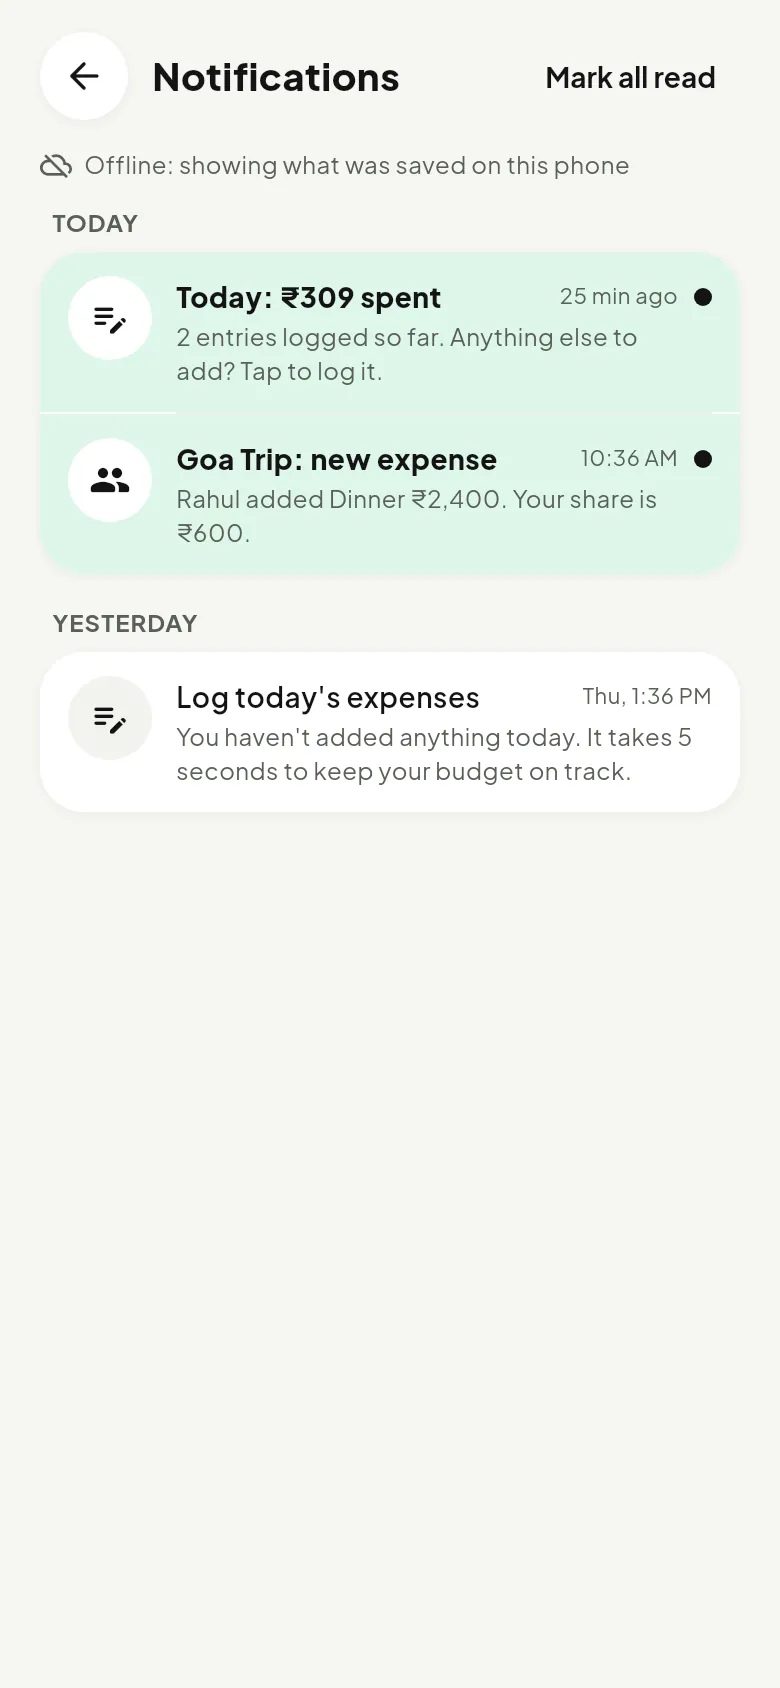 Notifications
Mark all read
Offline: showing what was saved on this phone
TODAY
Today: ₹309 spent
25 min ago
2 entries logged so far. Anything else to
add? Tap to log it.
Goa Trip: new expense
10:36 AM
Rahul added Dinner ₹2,400. Your share is
₹600.
YESTERDAY
Log today's expenses
Thu, 1:36 PM
You haven't added anything today. It takes 5
seconds to keep your budget on track.